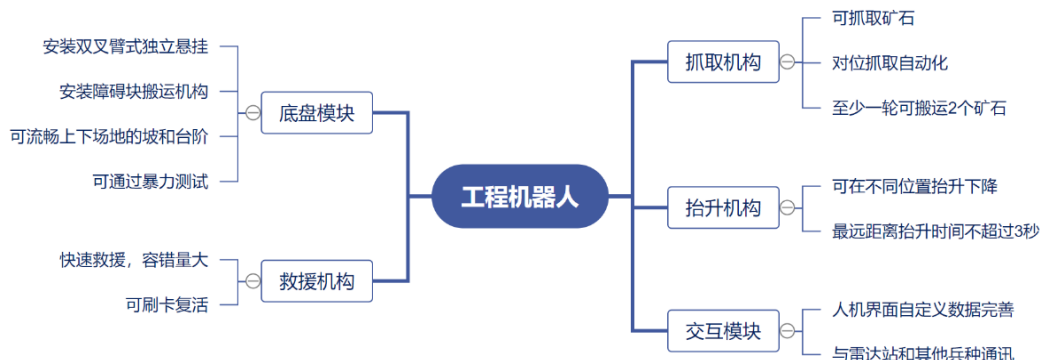 工程机器人
底盘模块
安装双叉臂式独立悬挂
安装障碍块搬运机构
可流畅上下场地的坡和台阶
可通过暴力测试
救援机构
快速救援，容错量大
可刷卡复活
抓取机构
可抓取矿石
对位抓取自动化
至少一轮可搬运2个矿石
抬升机构
可在不同位置抬升下降
最远距离抬升时间不超过3秒
交互模块
人机界面自定义数据完善
与雷达站和其他兵种通讯